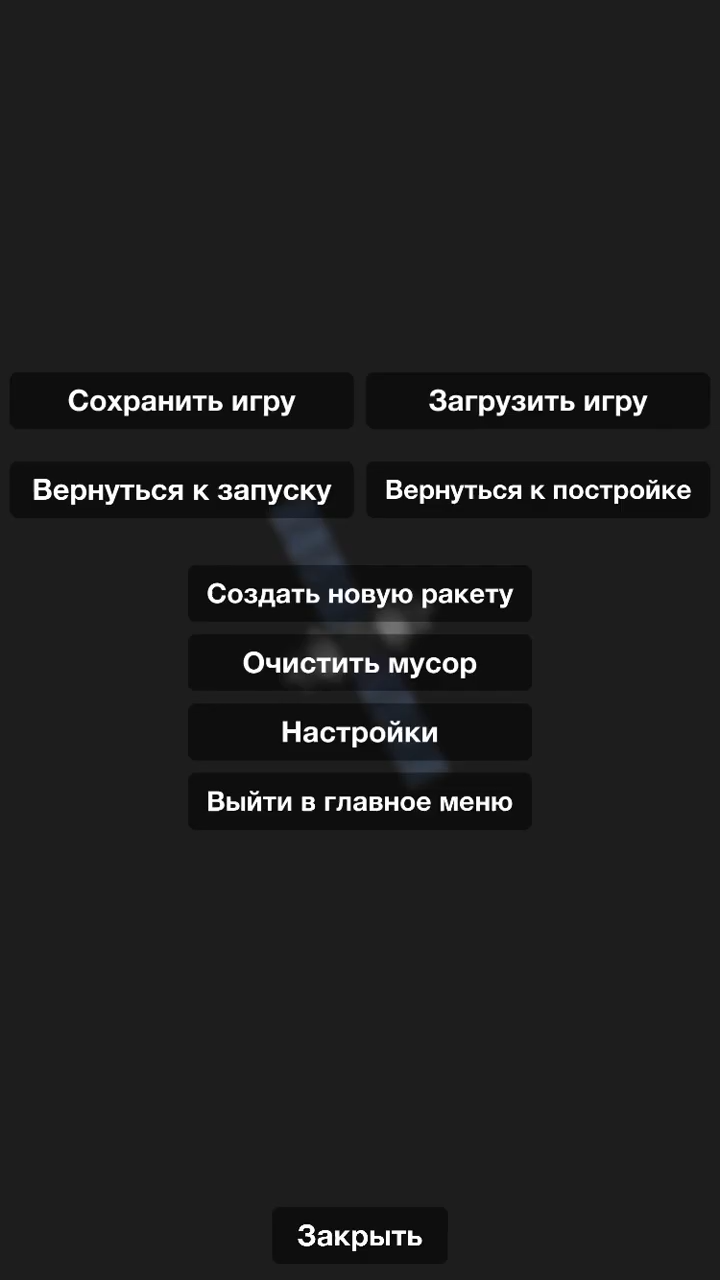 Сохранить игру
Загрузить игру
Вернуться к запуску
Вернуться к постройке
Создать новую ракету
Очистить мусор
Настройки
Выйти в главное меню
Закрыть